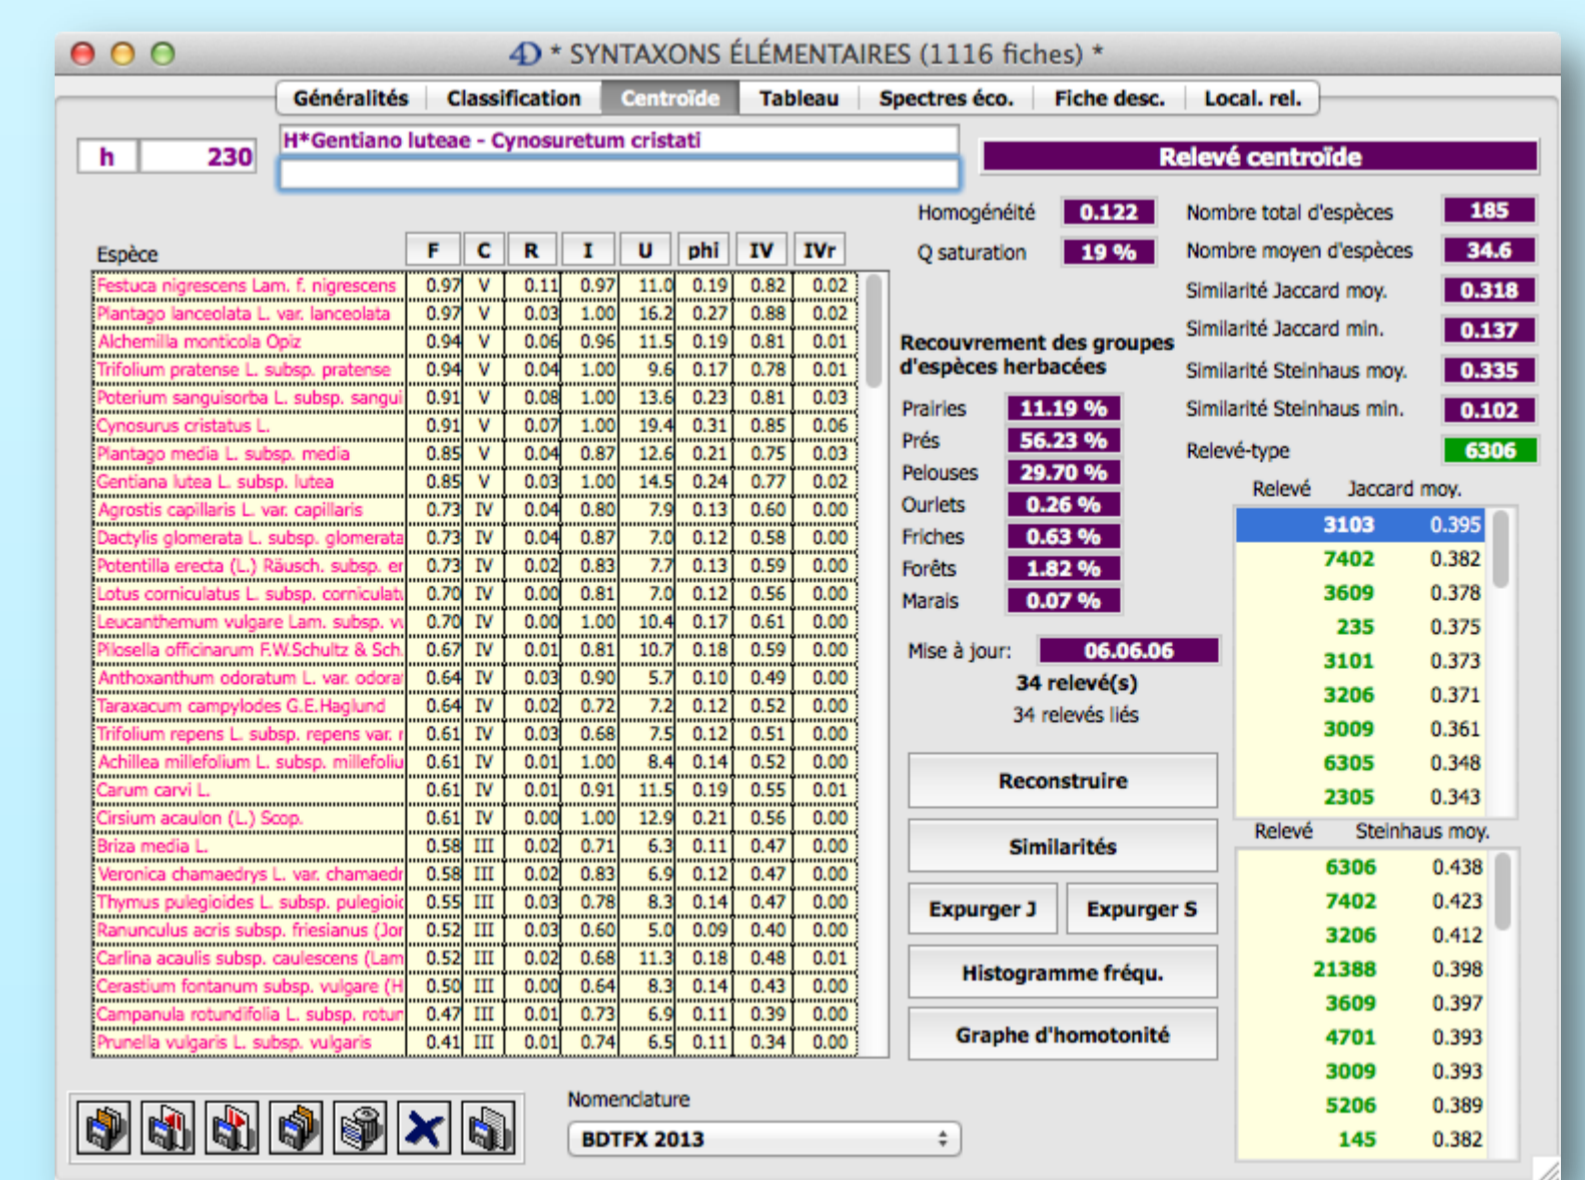 4D * SYNTAXONS ÉLÉMENTAIRES (1116 fiches) *
Généralités Classification Centroïde Tableau Spectres éco. Fiche desc. Local. rel.
h 230 H*Gentiano luteae - Cynosuretum cristati
Relevé centroïde
Espèce F C R I U phi IV IVr
Festuca nigrescens Lam. f. nigrescens 0.97 V 0.11 0.97 11.0 0.19 0.82 0.02
Plantago lanceolata L. var. lanceolata 0.97 V 0.03 1.00 16.2 0.27 0.88 0.02
Alchemilla monticola Opiz 0.94 V 0.06 0.96 11.5 0.19 0.81 0.01
Trifolium pratense L. subsp. pratense 0.94 V 0.04 1.00 9.6 0.17 0.78 0.01
Poterium sanguisorba L. subsp. sangui 0.91 V 0.08 1.00 13.6 0.23 0.81 0.03
Cynosurus cristatus L. 0.91 V 0.07 1.00 19.4 0.31 0.85 0.06
Plantago media L. subsp. media 0.85 V 0.04 0.87 12.6 0.21 0.75 0.03
Gentiana lutea L. subsp. lutea 0.85 V 0.03 1.00 14.5 0.24 0.77 0.02
Agrostis capillaris L. var. capillaris 0.73 IV 0.04 0.80 7.9 0.13 0.60 0.00
Dactylis glomerata L. subsp. glomerata 0.73 IV 0.04 0.87 7.0 0.12 0.58 0.00
Potentilla erecta (L.) Räusch. subsp. er 0.73 IV 0.02 0.83 7.7 0.13 0.59 0.00
Lotus corniculatus L. subsp. corniculatu 0.70 IV 0.00 0.81 7.0 0.12 0.56 0.00
Leucanthemum vulgare Lam. subsp. vu 0.70 IV 0.00 1.00 10.4 0.17 0.61 0.00
Pilosella officinarum F.W.Schultz & Sch. 0.67 IV 0.01 0.81 10.7 0.18 0.59 0.00
Anthoxanthum odoratum L. var. odorat 0.64 IV 0.03 0.90 5.7 0.10 0.49 0.00
Taraxacum campylodes G.E.Haglund 0.64 IV 0.02 0.72 7.2 0.12 0.52 0.00
Trifolium repens L. subsp. repens var. r 0.61 IV 0.03 0.68 7.5 0.12 0.51 0.00
Achillea millefolium L. subsp. millefoliu 0.61 IV 0.01 1.00 8.4 0.14 0.52 0.00
Carum carvi L. 0.61 IV 0.01 0.91 11.5 0.19 0.55 0.01
Cirsium acaulon (L.) Scop. 0.61 IV 0.00 1.00 12.9 0.21 0.56 0.00
Briza media L. 0.58 III 0.02 0.71 6.3 0.11 0.47 0.00
Veronica chamaedrys L. var. chamaedr 0.58 III 0.02 0.83 6.9 0.12 0.47 0.00
Thymus pulegioides L. subsp. pulegioic 0.55 III 0.03 0.78 8.3 0.14 0.47 0.00
Ranunculus acris subsp. friesianus (Jor 0.52 III 0.03 0.60 5.0 0.09 0.40 0.00
Carlina acaulis subsp. caulescens (Lam 0.52 III 0.02 0.68 11.3 0.18 0.48 0.01
Cerastium fontanum subsp. vulgare (H 0.50 III 0.00 0.64 8.3 0.14 0.43 0.00
Campanula rotundifolia L. subsp. rotur 0.47 III 0.01 0.73 6.9 0.11 0.39 0.00
Prunella vulgaris L. subsp. vulgaris 0.41 III 0.01 0.74 6.5 0.11 0.34 0.00
Homogénéité 0.122
Q saturation 19 %
Recouvrement des groupes
d'espèces herbacées
Prairies 11.19 %
Prés 56.23 %
Pelouses 29.70 %
Ourlets 0.26 %
Friches 0.63 %
Forêts 1.82 %
Marais 0.07 %
Mise à jour: 06.06.06
34 relevé(s)
34 relevés liés
Reconstruire
Similarités
Expurger J Expurger S
Histogramme fréqu.
Graphe d'homotonité
Nombre total d'espèces 185
Nombre moyen d'espèces 34.6
Similarité Jaccard moy. 0.318
Similarité Jaccard min. 0.137
Similarité Steinhaus moy. 0.335
Similarité Steinhaus min. 0.102
Relevé-type 6306
Relevé Jaccard moy.
3103 0.395
7402 0.382
3609 0.378
235 0.375
3101 0.373
3206 0.371
3009 0.361
6305 0.348
2305 0.343
Relevé Steinhaus moy.
6306 0.438
7402 0.423
3206 0.412
21388 0.398
3609 0.397
4701 0.393
3009 0.393
5206 0.389
145 0.382
Nomenclature
BDTFX 2013